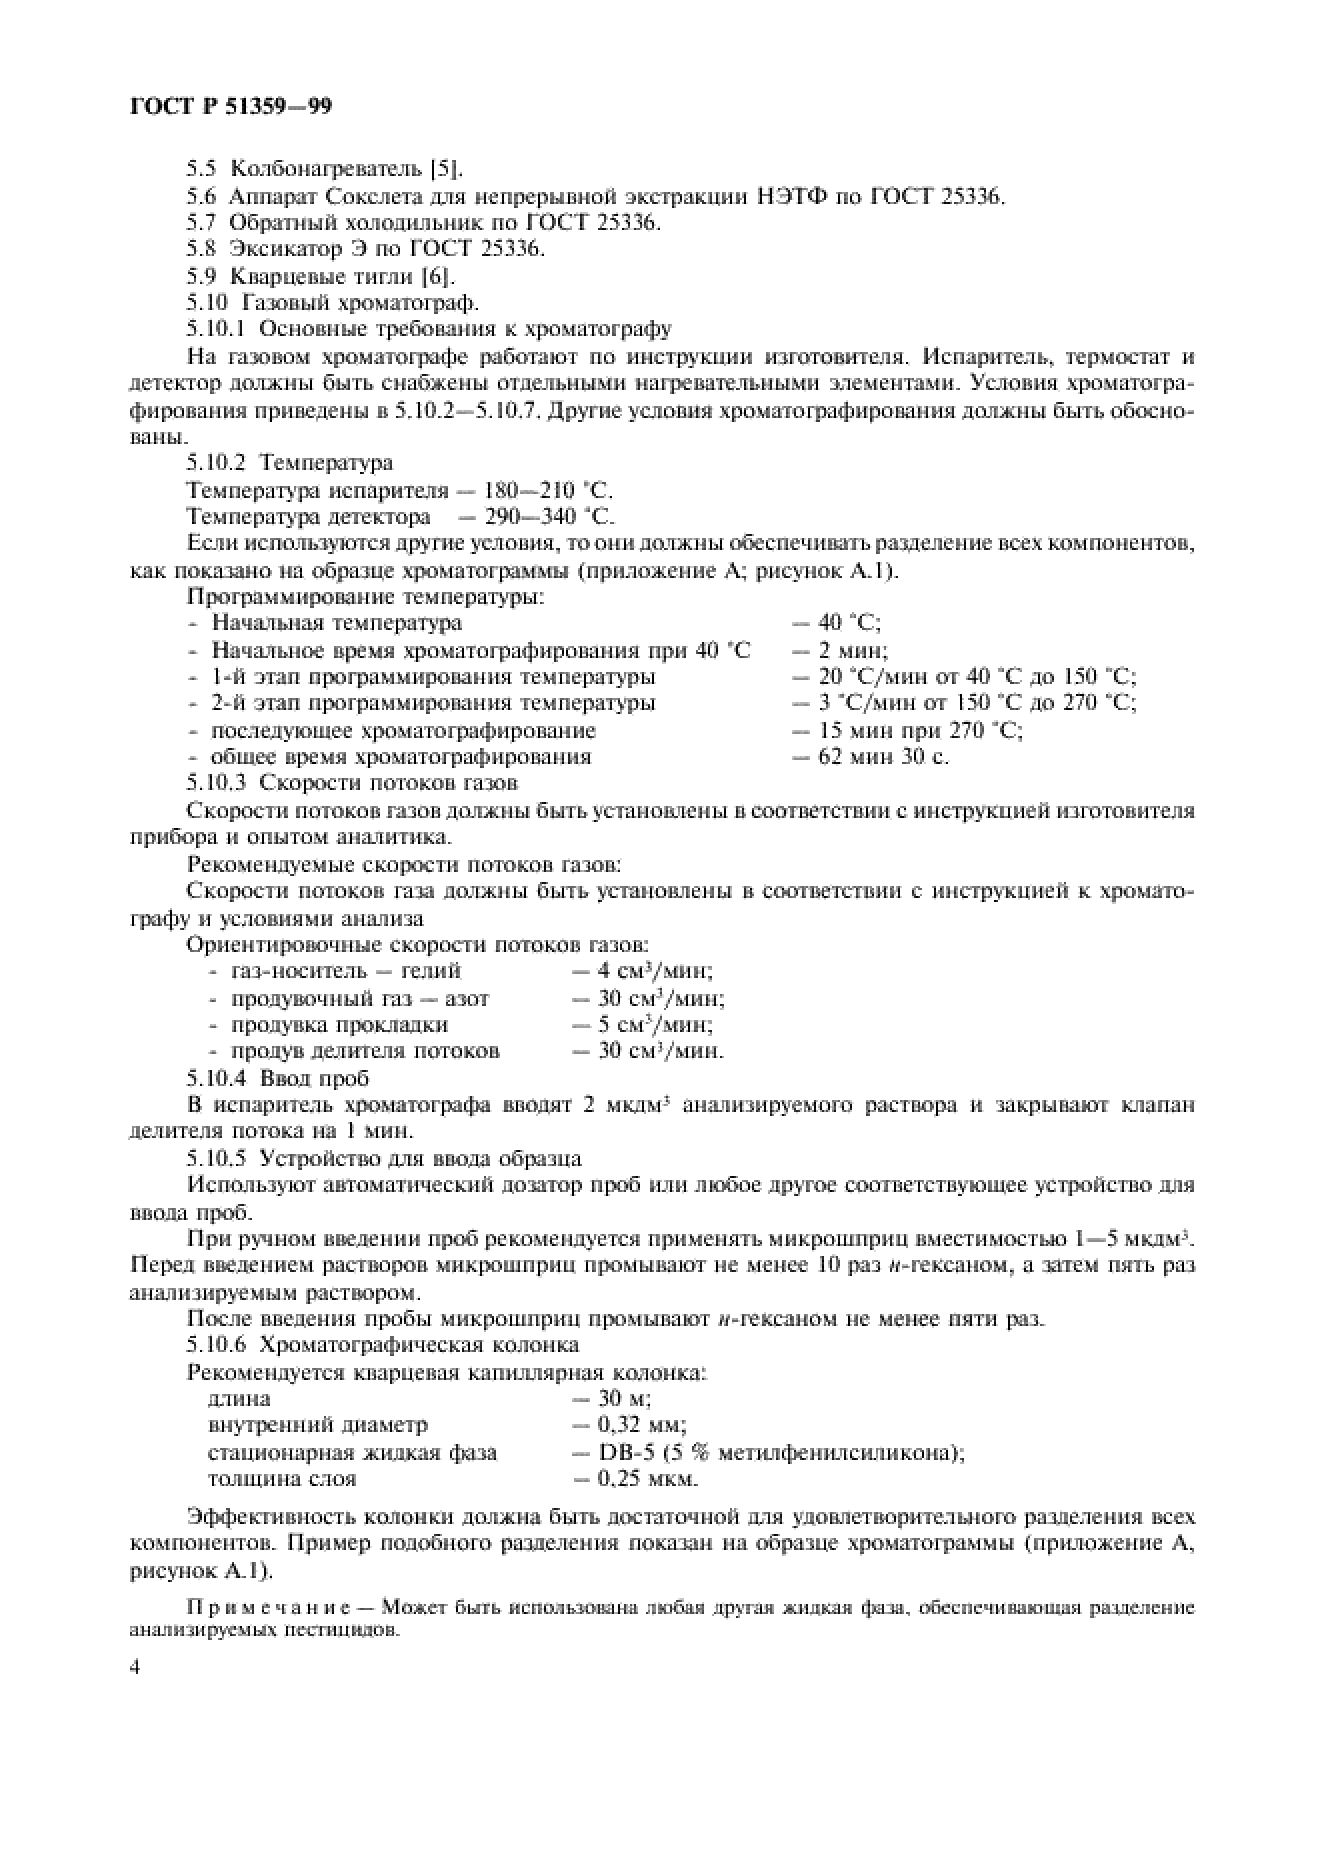 ГОСТ Р 51359—99
5.5 Колбонагреватель [5].
5.6 Аппарат Сокслета для непрерывной экстракции НЭТФ по ГОСТ 25336.
5.7 Обратный холодильник по ГОСТ 25336.
5.8 Эксикатор Э по ГОСТ 25336.
5.9 Кварцевые тигли [6].
5.10 Газовый хроматограф.
5.10.1 Основные требования к хроматографу
На газовом хроматографе работают по инструкции изготовителя. Испаритель, термостат и
детектор должны быть снабжены отдельными нагревательными элементами. Условия хроматогра-
фирования приведены в 5.10.2—5.10.7. Другие условия хроматографирования должны быть обосно-
ваны.
5.10.2 Температура
Температура испарителя — 180—210 °С.
Температура детектора — 290—340 °С.
Если используются другие условия, то они должны обеспечивать разделение всех компонентов,
как показано на образце хроматограммы (приложение А; рисунок А.1).
Программирование температуры:
- Начальная температура — 40 °С;
- Начальное время хроматографирования при 40 °С — 2 мин;
- 1-й этап программирования температуры — 20 °С/мин от 40 °С до 150 °С;
- 2-й этап программирования температуры — 3 °С/мин от 150 °С до 270 °С;
- последующее хроматографирование — 15 мин при 270 °С;
- общее время хроматографирования — 62 мин 30 с.
5.10.3 Скорости потоков газов
Скорости потоков газов должны быть установлены в соответствии с инструкцией изготовителя
прибора и опытом аналитика.
Рекомендуемые скорости потоков газов:
Скорости потоков газа должны быть установлены в соответствии с инструкцией к хромато-
графу и условиями анализа
Ориентировочные скорости потоков газов:
- газ-носитель — гелий — 4 см³/мин;
- продувочный газ — азот — 30 см³/мин;
- продувка прокладки — 5 см³/мин;
- продув делителя потоков — 30 см³/мин.
5.10.4 Ввод проб
В испаритель хроматографа вводят 2 мкдм³ анализируемого раствора и закрывают клапан
делителя потока на 1 мин.
5.10.5 Устройство для ввода образца
Используют автоматический дозатор проб или любое другое соответствующее устройство для
ввода проб.
При ручном введении проб рекомендуется применять микрошприц вместимостью 1—5 мкдм³.
Перед введением растворов микрошприц промывают не менее 10 раз н-гексаном, а затем пять раз
анализируемым раствором.
После введения пробы микрошприц промывают н-гексаном не менее пяти раз.
5.10.6 Хроматографическая колонка
Рекомендуется кварцевая капиллярная колонка:
длина — 30 м;
внутренний диаметр — 0,32 мм;
стационарная жидкая фаза — DB-5 (5 % метилфенилсиликона);
толщина слоя — 0,25 мкм.
Эффективность колонки должна быть достаточной для удовлетворительного разделения всех
компонентов. Пример подобного разделения показан на образце хроматограммы (приложение А,
рисунок А.1).
Примечание — Может быть использована любая другая жидкая фаза, обеспечивающая разделение
анализируемых пестицидов.
4